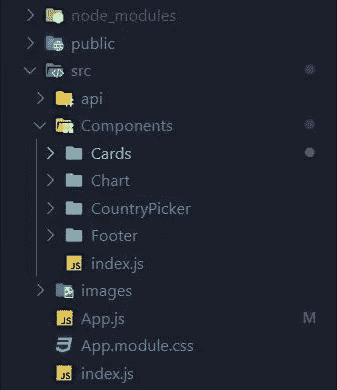 node_modules
public
src
api
Components
Cards
Chart
CountryPicker
Footer
JS index.js
images
JS App.js M
App.module.css
JS index.js